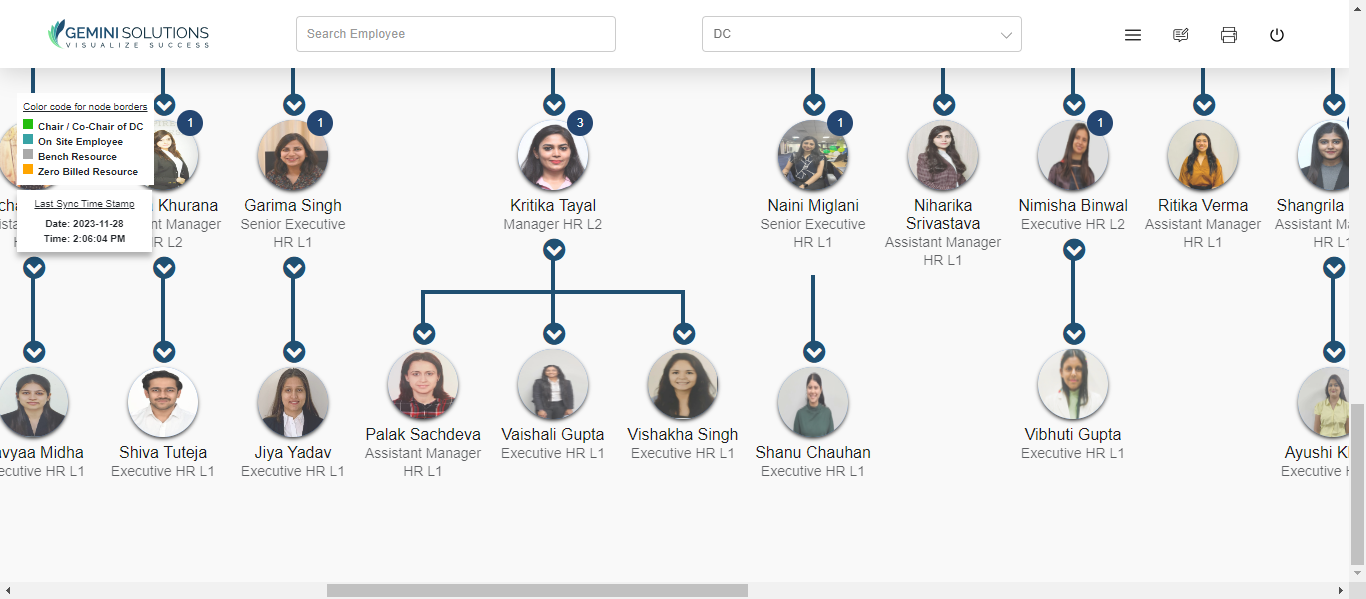 GEMINI SOLUTIONS
VISUALIZE SUCCESS
Search Employee
DC
Color code for node borders
Chair / Co-Chair of DC
On Site Employee
Bench Resource
Zero Billed Resource
Last Sync Time Stamp
Date: 2023-11-28
Time: 2:06:04 PM
1
Khurana
nt Manager
HR L2
1
Garima Singh
Senior Executive
HR L1
3
Kritika Tayal
Manager HR L2
1
Naini Miglani
Senior Executive
HR L1
Niharika
Srivastava
Assistant Manager
HR L1
1
Nimisha Binwal
Executive HR L2
Ritika Verma
Assistant Manager
HR L1
Shangrila
Assistant M
HR L1
vyaa Midha
ecutive HR L1
Shiva Tuteja
Executive HR L1
Jiya Yadav
Executive HR L1
Palak Sachdeva
Assistant Manager
HR L1
Vaishali Gupta
Executive HR L1
Vishakha Singh
Executive HR L1
Shanu Chauhan
Executive HR L1
Vibhuti Gupta
Executive HR L1
Ayushi K
Executive H